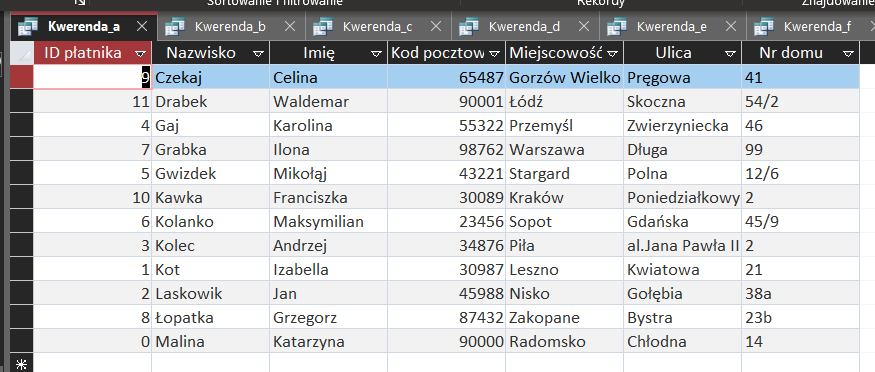 Sortowanie i filtrowanie Rekordy Znajdowanie
Kwerenda_a Kwerenda_b Kwerenda_c Kwerenda_d Kwerenda_e Kwerenda_f
ID płatnika Nazwisko Imię Kod pocztow Miejscowość Ulica Nr domu
9 Czekaj Celina 65487 Gorzów Wielko Pręgowa 41
11 Drabek Waldemar 90001 Łódź Skoczna 54/2
4 Gaj Karolina 55322 Przemyśl Zwierzyniecka 46
7 Grabka Ilona 98762 Warszawa Długa 99
5 Gwizdek Mikołąj 43221 Stargard Polna 12/6
10 Kawka Franciszka 30089 Kraków Poniedziałkowy 2
6 Kolanko Maksymilian 23456 Sopot Gdańska 45/9
3 Kolec Andrzej 34876 Piła al.Jana Pawła II 2
1 Kot Izabella 30987 Leszno Kwiatowa 21
2 Laskowik Jan 45988 Nisko Gołębia 38a
8 Łopatka Grzegorz 87432 Zakopane Bystra 23b
0 Malina Katarzyna 90000 Radomsko Chłodna 14